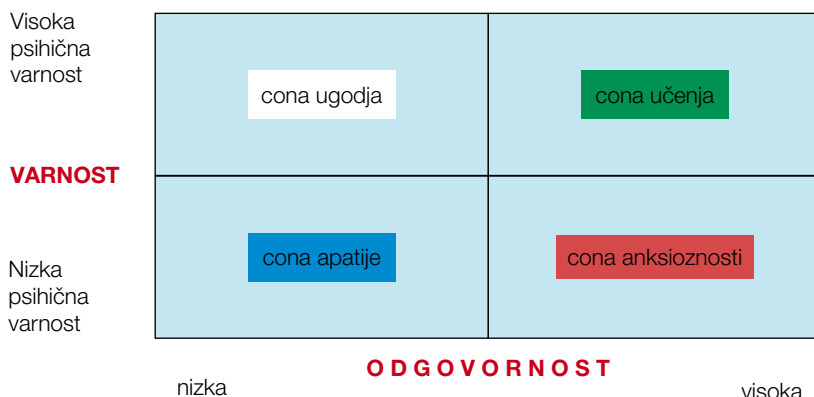 Visoka
psihična
varnost
cona ugodja
cona učenja
VARNOST
cona apatije
cona anksioznosti
Nizka
psihična
varnost
ODGOVORNOST
nizka
visoka